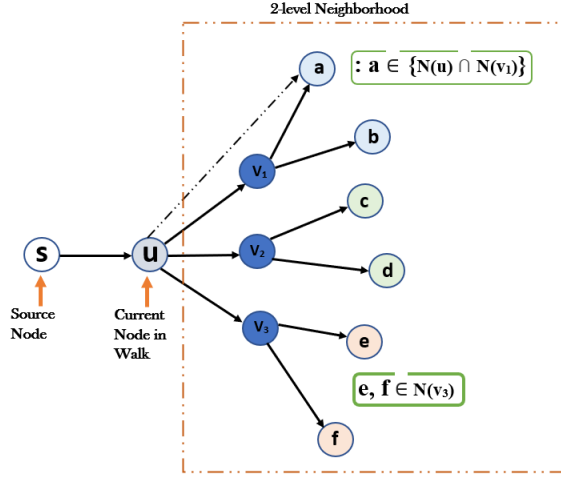 2-level Neighborhood
a
: a ∈ {N(u) ∩ N(v₁)}
b
V₁
c
s
u
V₂
d
Source
Node
Current
Node in
Walk
V₃
e
e, f ∈ N(v₃)
f